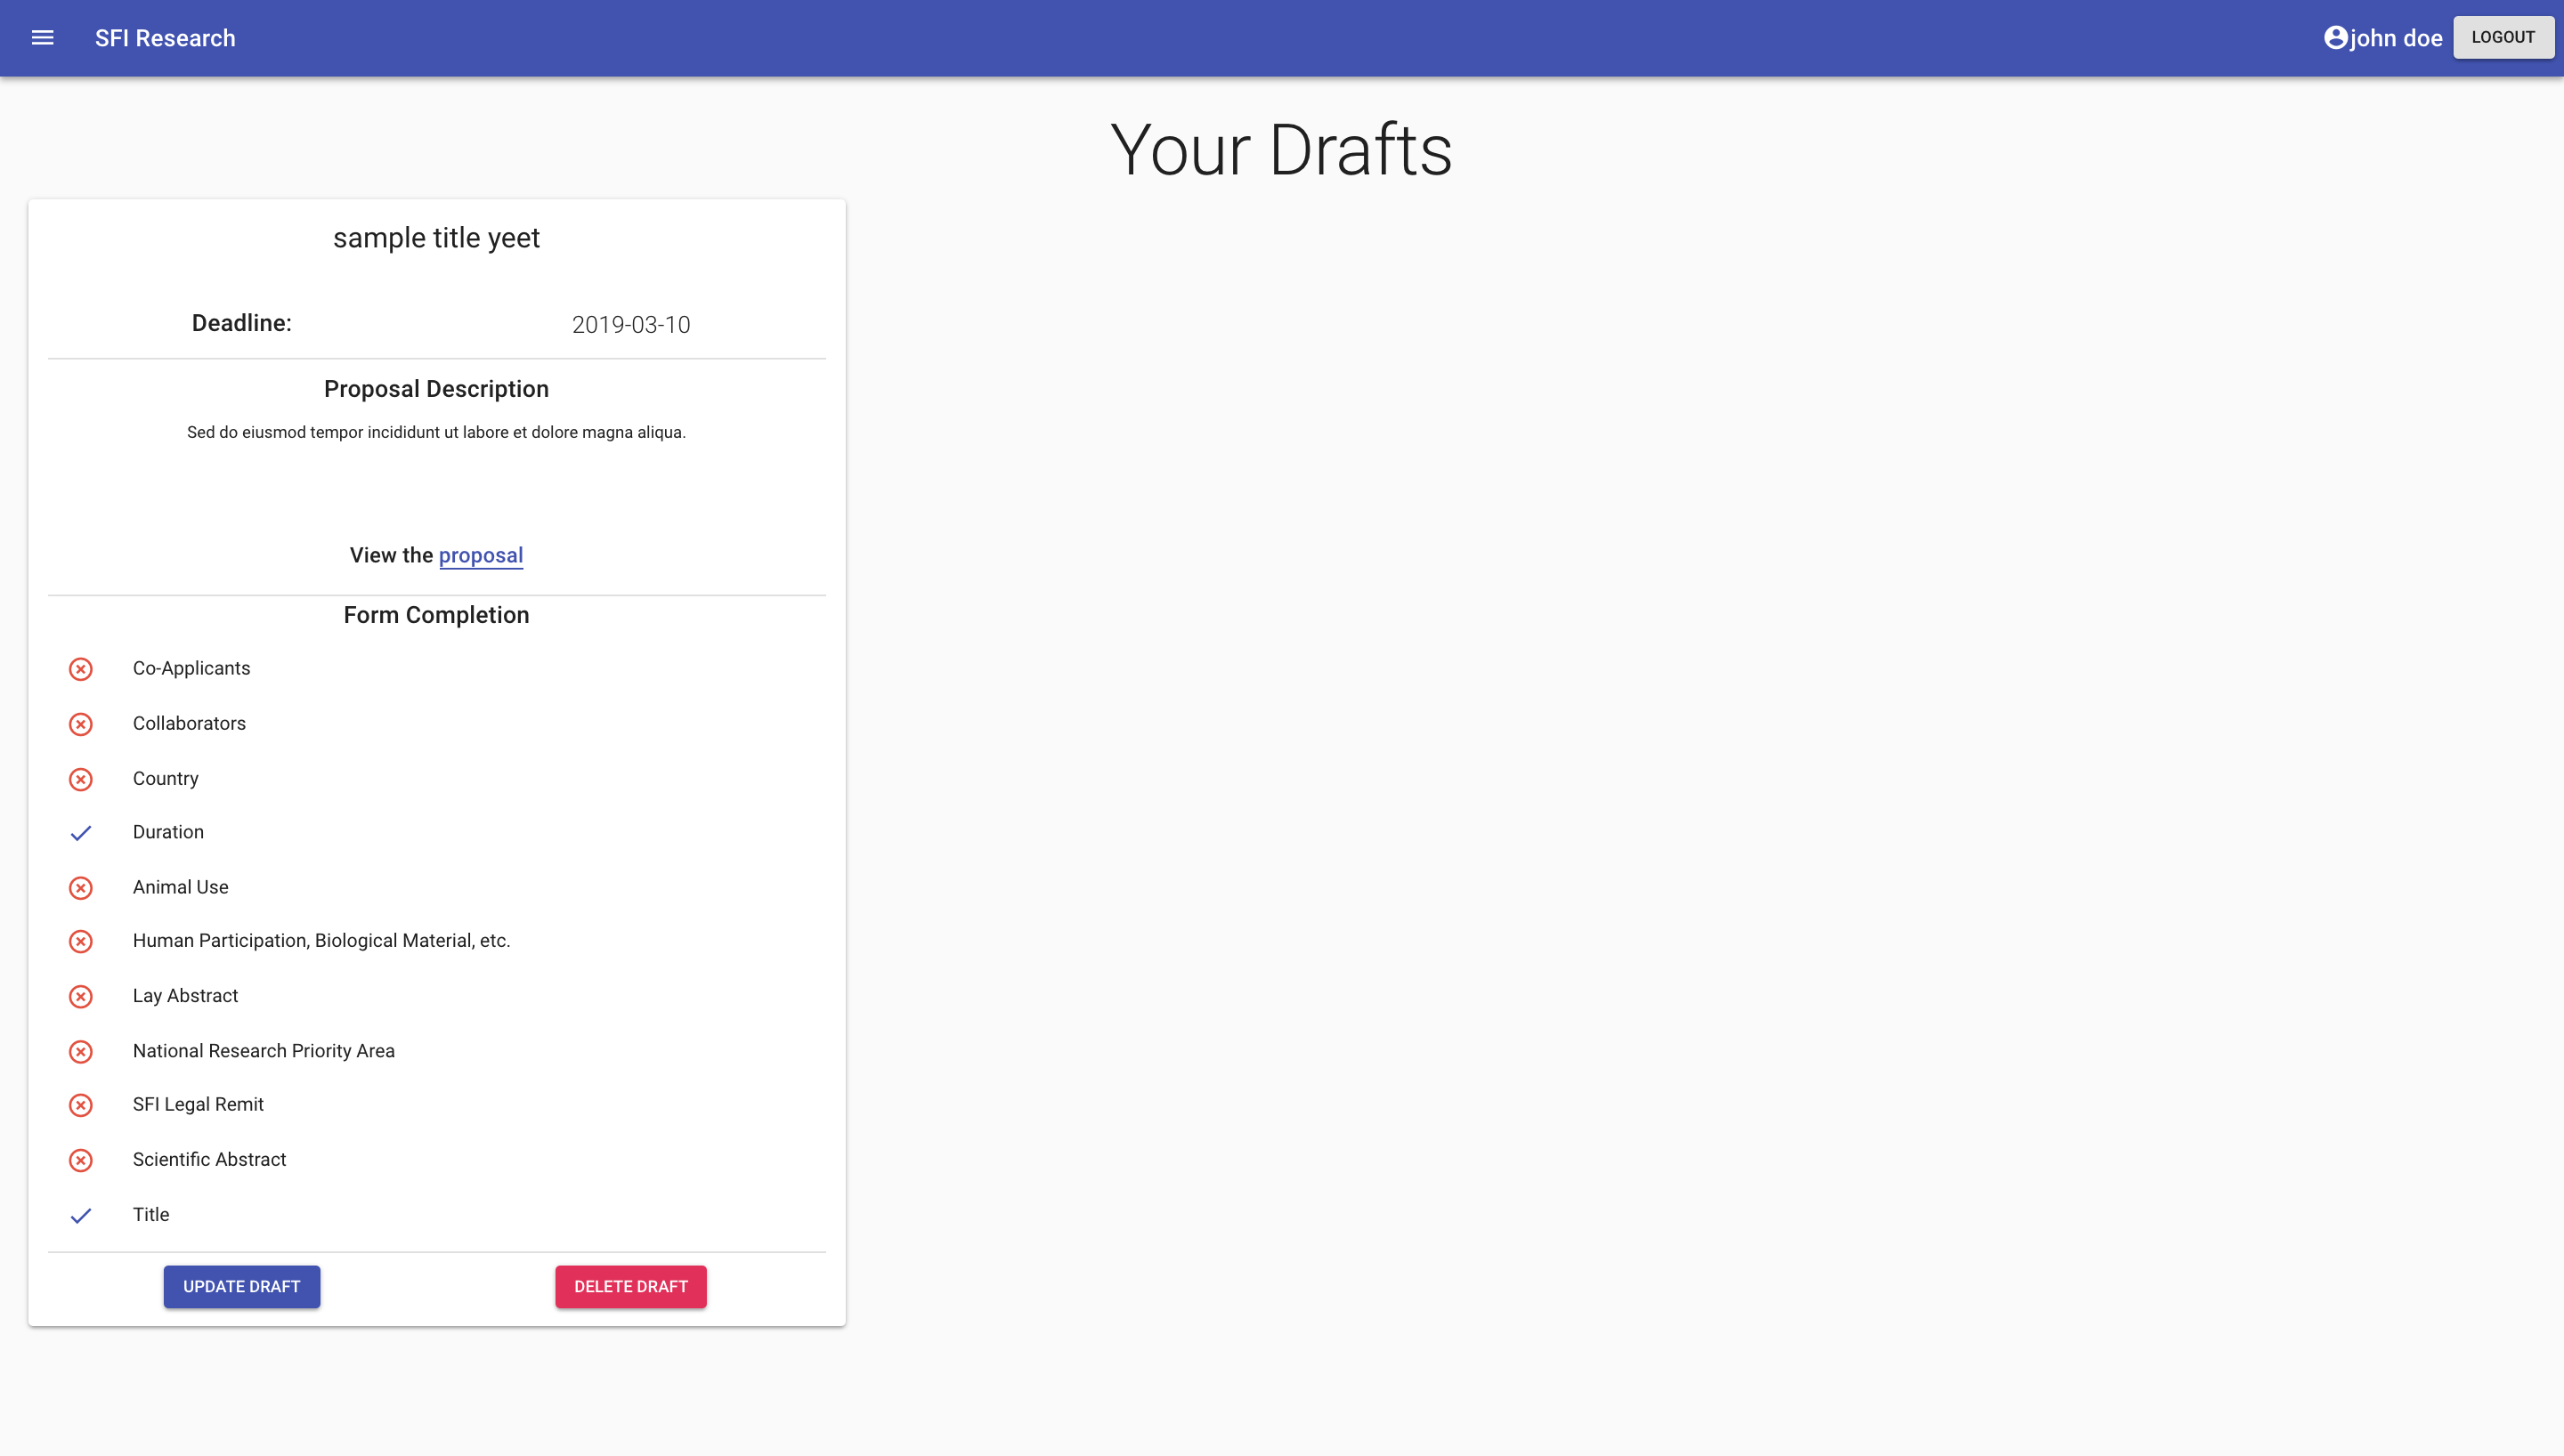 SFI Research
john doe
LOGOUT
Your Drafts
sample title yeet
Deadline: 2019-03-10
Proposal Description
Sed do eiusmod tempor incididunt ut labore et dolore magna aliqua.
View the proposal
Form Completion
Co-Applicants
Collaborators
Country
Duration
Animal Use
Human Participation, Biological Material, etc.
Lay Abstract
National Research Priority Area
SFI Legal Remit
Scientific Abstract
Title
UPDATE DRAFT
DELETE DRAFT